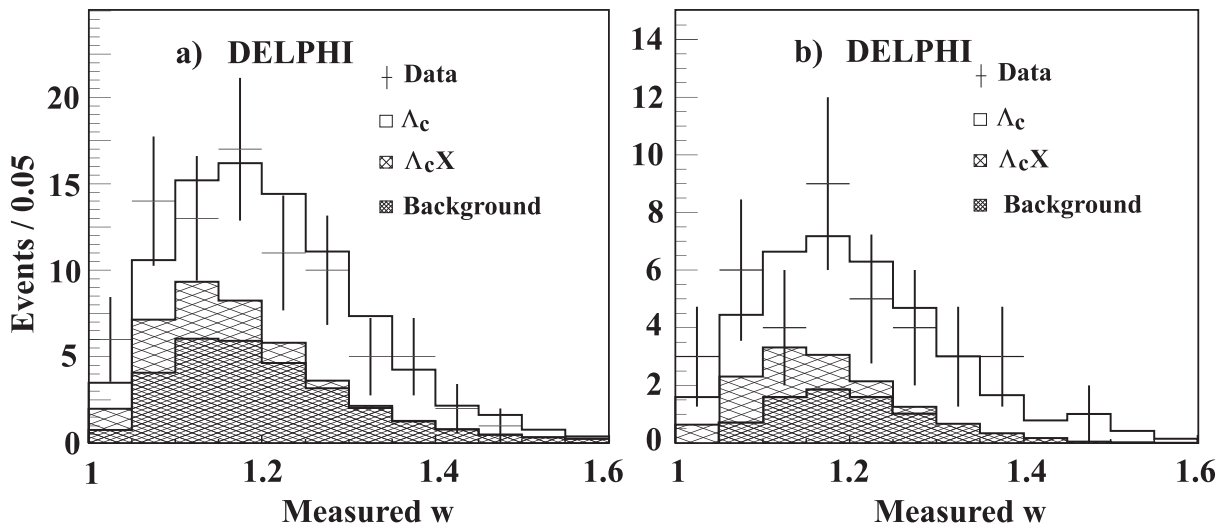 a) DELPHI
Data
Λc
ΛcX
Background
20
15
10
5
0
1
1.2
1.4
1.6
Events / 0.05
Measured w
b) DELPHI
Data
Λc
ΛcX
Background
14
12
10
8
6
4
2
0
1
1.2
1.4
1.6
Measured w